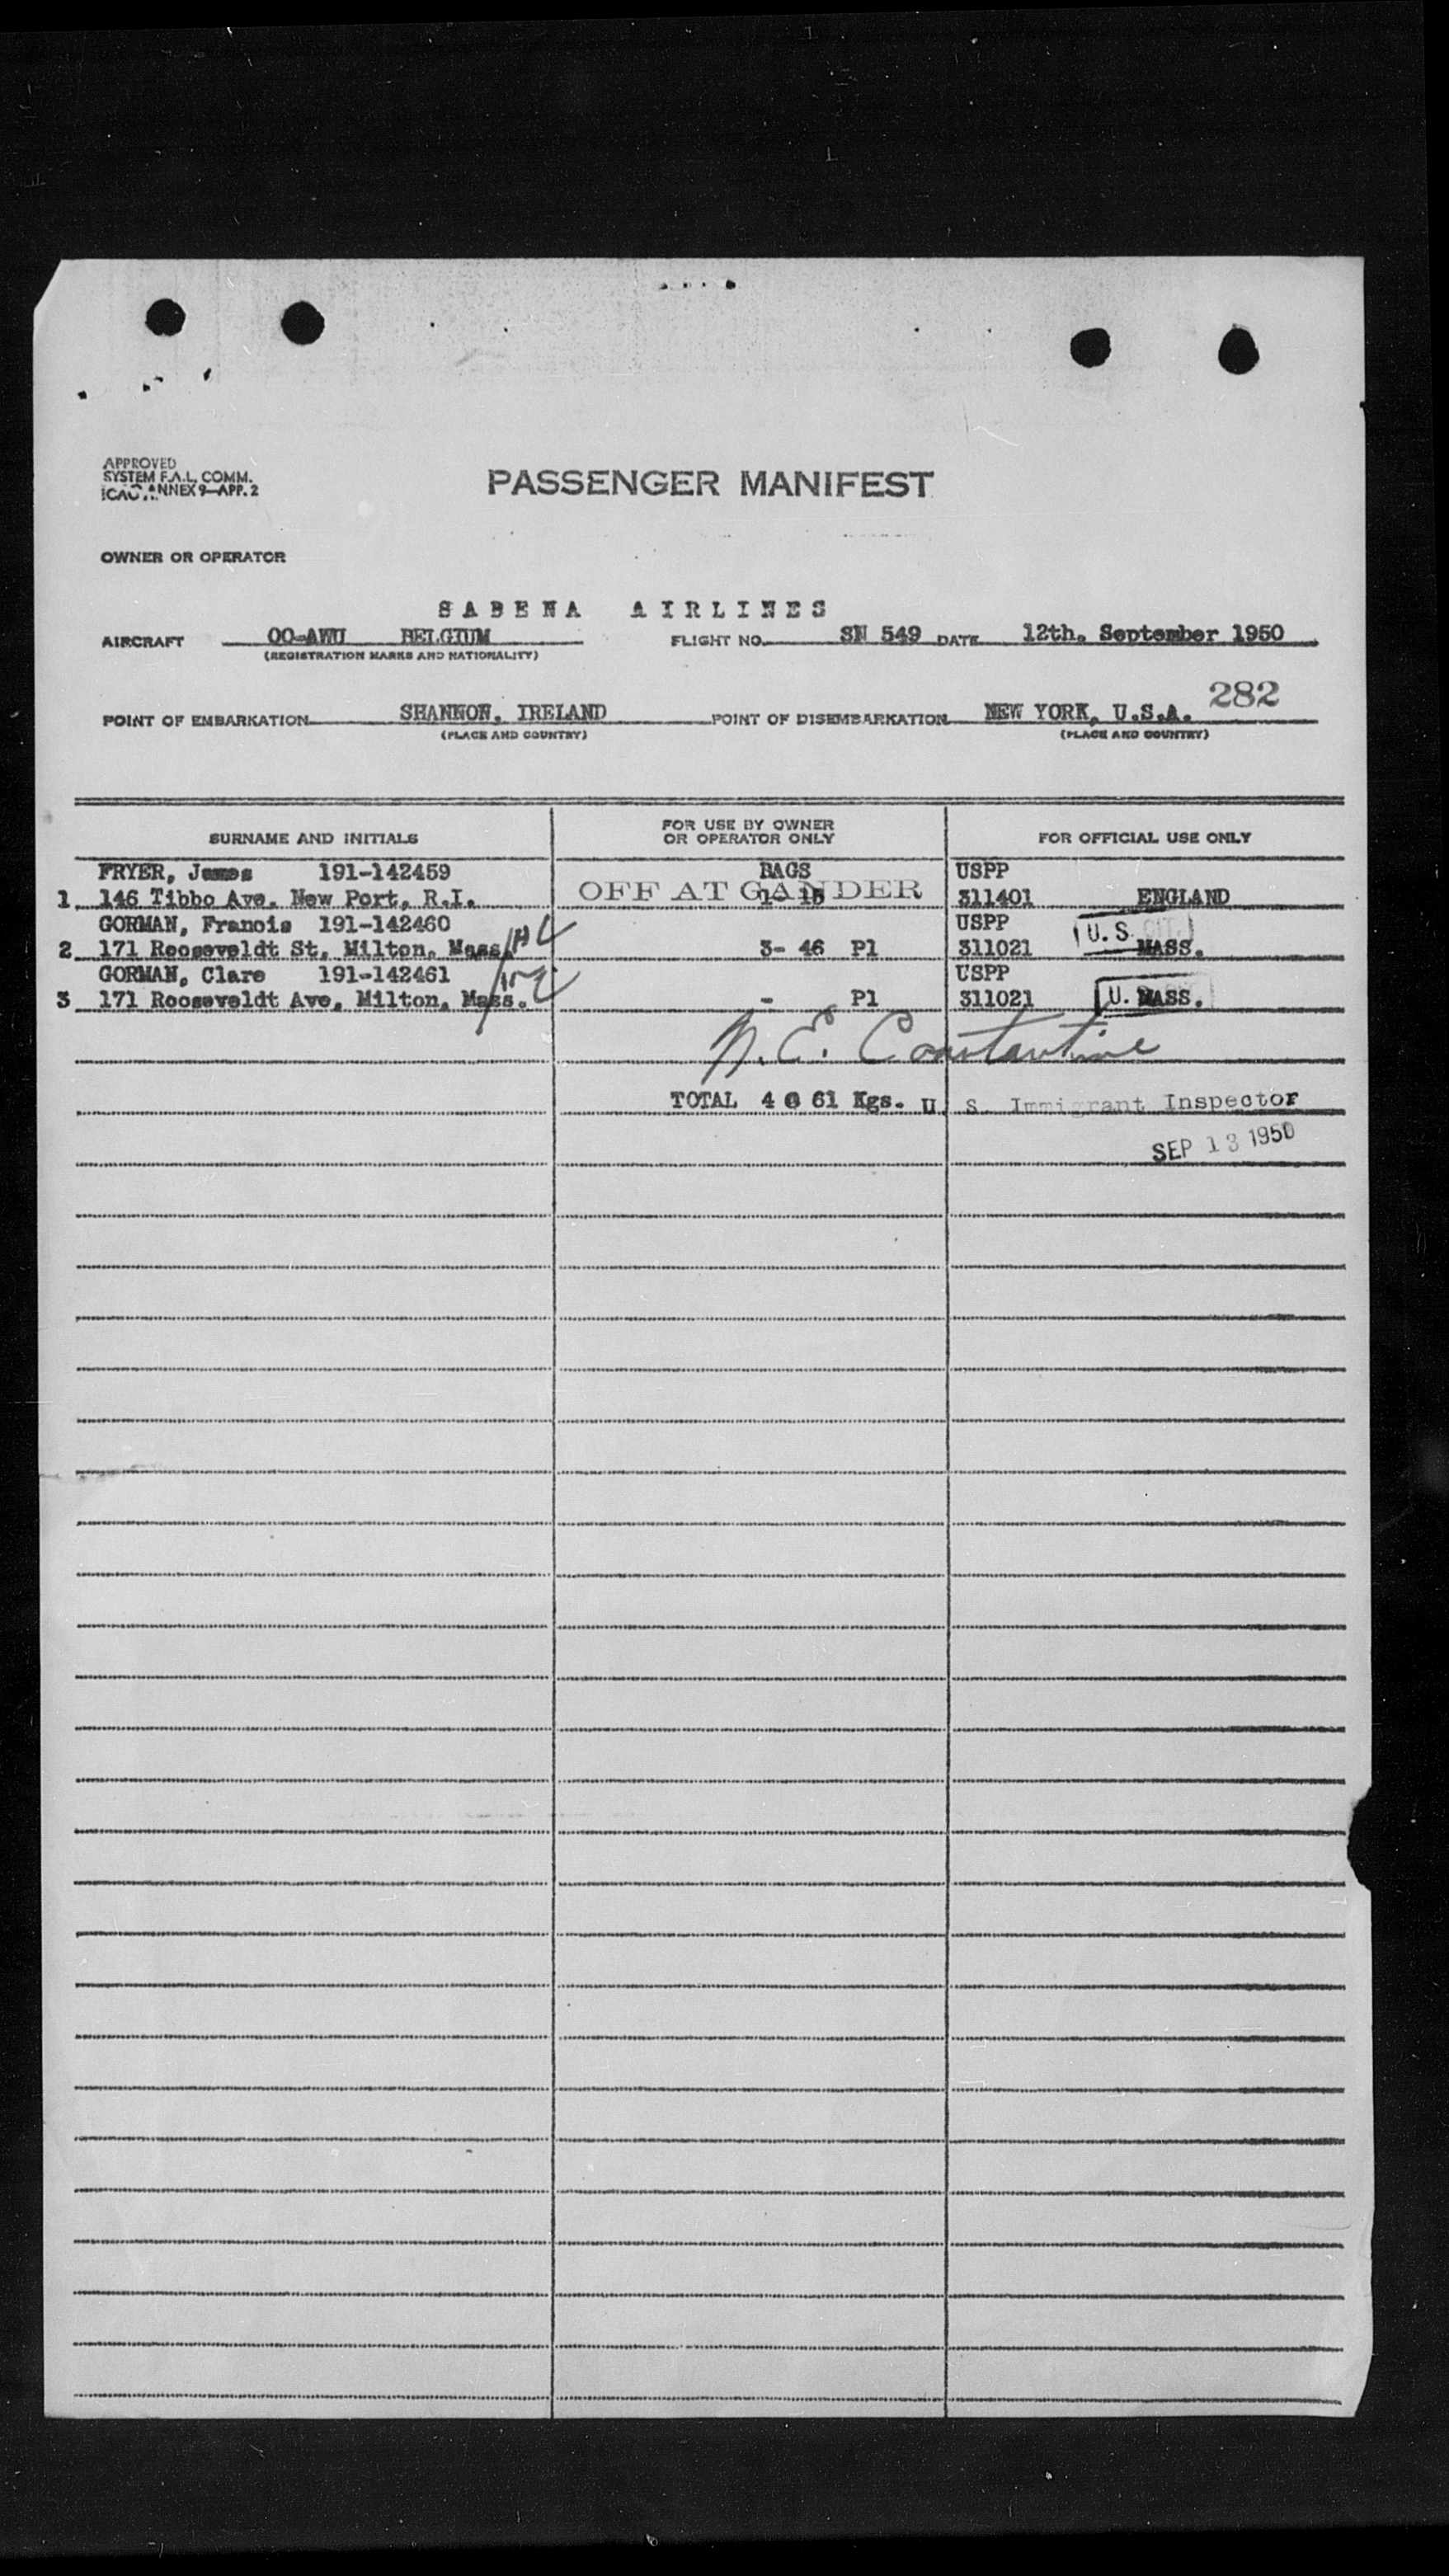 APPROVED
SYSTEM F.A.L. COMM.
ICAO ANNEX 9—APP. 2
PASSENGER MANIFEST
OWNER OR OPERATOR
SABENA AIRLINES
AIRCRAFT OO-AWU BELGIUM FLIGHT NO. SN 549 DATE 12th. September 1950
(REGISTRATION MARKS AND NATIONALITY)
282
POINT OF EMBARKATION SHANNON, IRELAND POINT OF DISEMBARKATION NEW YORK, U.S.A.
(PLACE AND COUNTRY) (PLACE AND COUNTRY)
SURNAME AND INITIALS FOR USE BY OWNER OR OPERATOR ONLY FOR OFFICIAL USE ONLY
FRYER, James 191-142459 BAGS USPP
1 146 Tibbo Ave. New Port, R.I. OFF AT GANDER 1- 15 311401 ENGLAND
GORMAN, Francis 191-142460 USPP
2 171 Rooseveldt St, Milton, Mass. 3- 46 Pl 311021 U.S. MASS.
GORMAN, Clare 191-142461 USPP
3 171 Rooseveldt Ave, Milton, Mass. - Pl 311021 U. MASS.
N. E. Constantine
TOTAL 4 @ 61 Kgs. U. S. Immigrant Inspector
SEP 13 1950